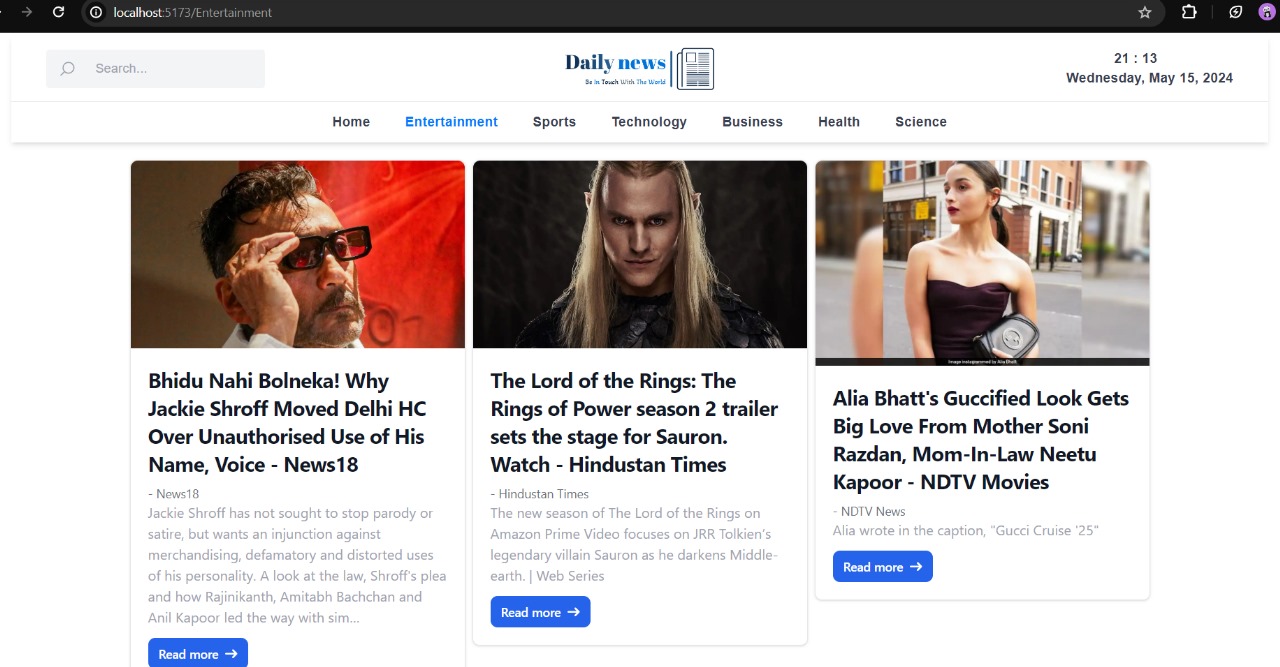 localhost:5173/Entertainment
Search...
Daily news
Be In Touch With The World
21 : 13
Wednesday, May 15, 2024
Home Entertainment Sports Technology Business Health Science
Bhidu Nahi Bolneka! Why
Jackie Shroff Moved Delhi HC
Over Unauthorised Use of His
Name, Voice - News18
- News18
Jackie Shroff has not sought to stop parody or
satire, but wants an injunction against
merchandising, defamatory and distorted uses
of his personality. A look at the law, Shroff's plea
and how Rajinikanth, Amitabh Bachchan and
Anil Kapoor led the way with sim...
Read more
The Lord of the Rings: The
Rings of Power season 2 trailer
sets the stage for Sauron.
Watch - Hindustan Times
- Hindustan Times
The new season of The Lord of the Rings on
Amazon Prime Video focuses on JRR Tolkien’s
legendary villain Sauron as he darkens Middle-
earth. | Web Series
Read more
Image Instagrammed by Alia Bhatt
Alia Bhatt's Guccified Look Gets
Big Love From Mother Soni
Razdan, Mom-In-Law Neetu
Kapoor - NDTV Movies
- NDTV News
Alia wrote in the caption, "Gucci Cruise '25"
Read more